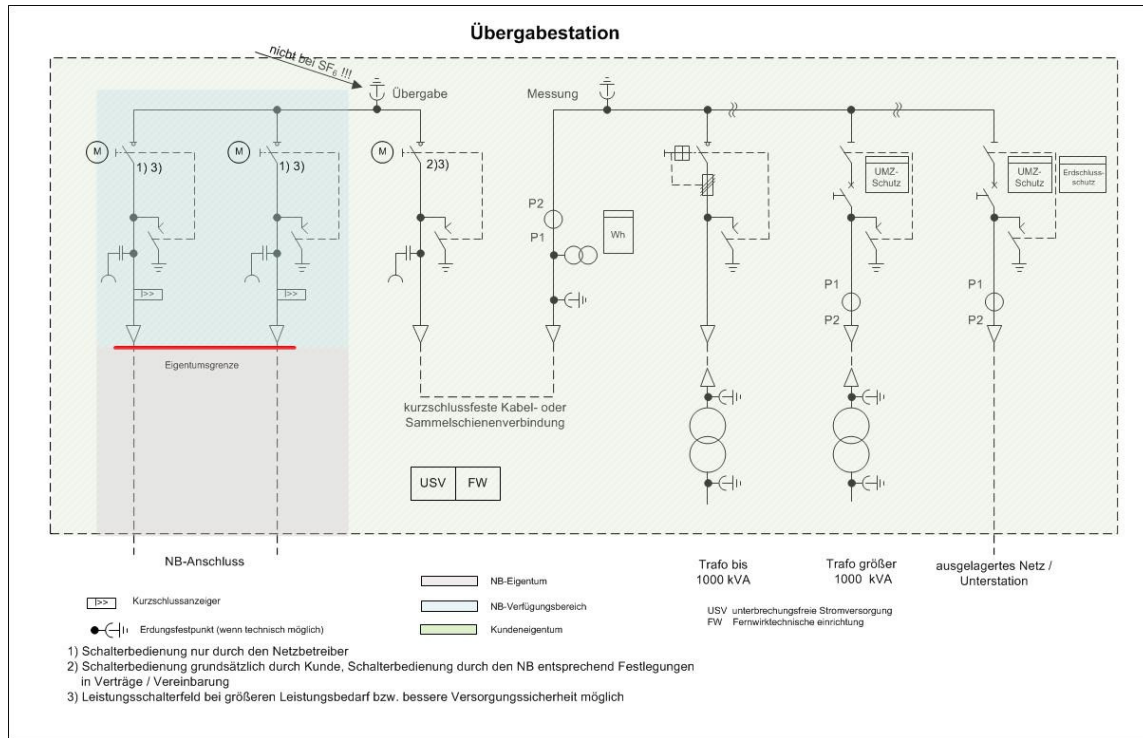 Übergabestation
nicht bei SF6 !!!
Übergabe
Messung
M
1) 3)
M
1) 3)
M
2)3)
UMZ-
Schutz
UMZ-
Schutz
Erdschluss-
schutz
P2
P1
Wh
I>>
I>>
P1
P2
P1
P2
Eigentumsgrenze
kurzschlussfeste Kabel- oder
Sammelschienenverbindung
USV FW
NB-Anschluss
Trafo bis
1000 kVA
Trafo größer
1000 kVA
ausgelagertes Netz /
Unterstation
I>> Kurzschlussanzeiger
Erdungsfestpunkt (wenn technisch möglich)
NB-Eigentum
NB-Verfügungsbereich
Kundeneigentum
USV unterbrechungsfreie Stromversorgung
FW Fernwirktechnische einrichtung
1) Schalterbedienung nur durch den Netzbetreiber
2) Schalterbedienung grundsätzlich durch Kunde, Schalterbedienung durch den NB entsprechend Festlegungen
in Verträge / Vereinbarung
3) Leistungsschalterfeld bei größeren Leistungsbedarf bzw. bessere Versorgungssicherheit möglich